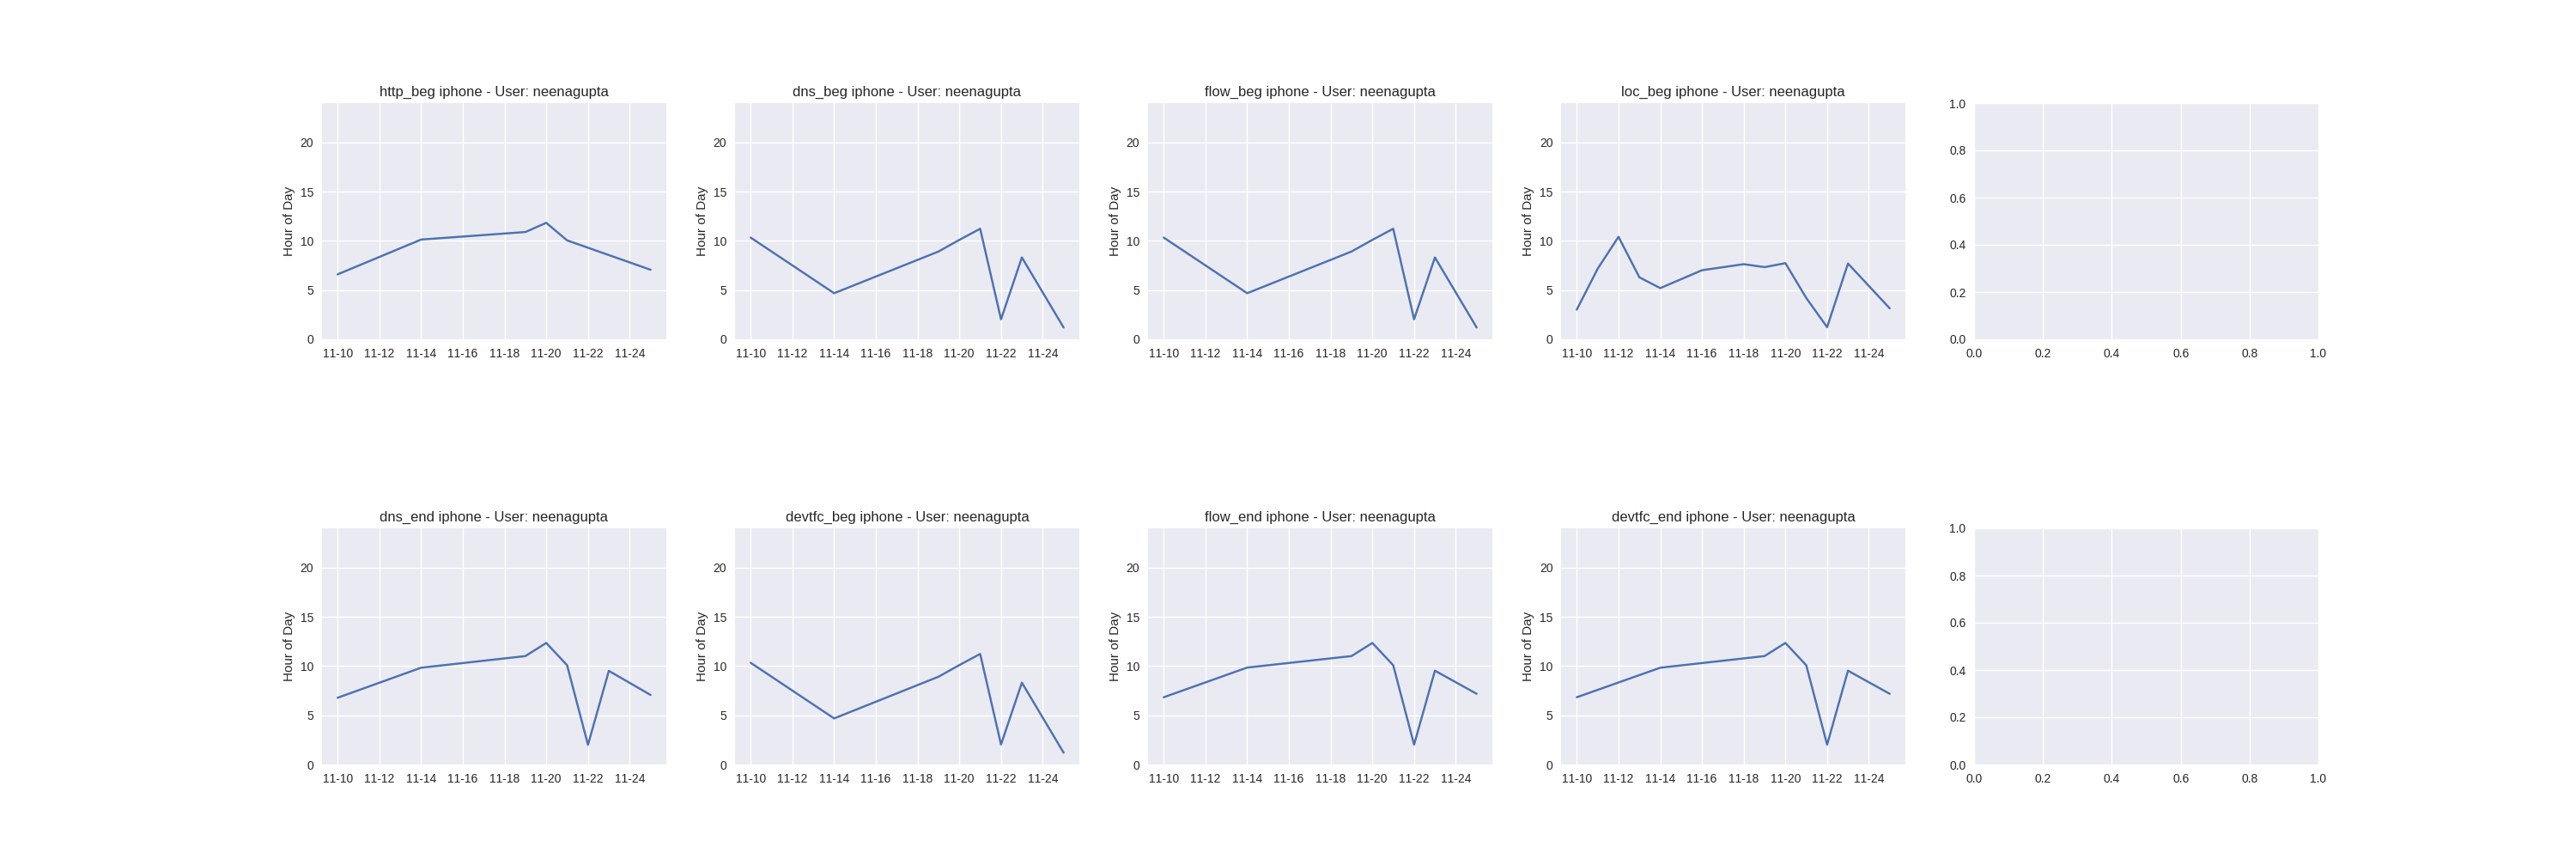 http_beg iphone - User: neenagupta
Hour of Day
20
15
10
5
0
11-10 11-12 11-14 11-16 11-18 11-20 11-22 11-24
dns_beg iphone - User: neenagupta
Hour of Day
20
15
10
5
0
11-10 11-12 11-14 11-16 11-18 11-20 11-22 11-24
flow_beg iphone - User: neenagupta
Hour of Day
20
15
10
5
0
11-10 11-12 11-14 11-16 11-18 11-20 11-22 11-24
loc_beg iphone - User: neenagupta
Hour of Day
20
15
10
5
0
11-10 11-12 11-14 11-16 11-18 11-20 11-22 11-24
1.0
0.8
0.6
0.4
0.2
0.0
0.0 0.2 0.4 0.6 0.8 1.0
dns_end iphone - User: neenagupta
Hour of Day
20
15
10
5
0
11-10 11-12 11-14 11-16 11-18 11-20 11-22 11-24
devtfc_beg iphone - User: neenagupta
Hour of Day
20
15
10
5
0
11-10 11-12 11-14 11-16 11-18 11-20 11-22 11-24
flow_end iphone - User: neenagupta
Hour of Day
20
15
10
5
0
11-10 11-12 11-14 11-16 11-18 11-20 11-22 11-24
devtfc_end iphone - User: neenagupta
Hour of Day
20
15
10
5
0
11-10 11-12 11-14 11-16 11-18 11-20 11-22 11-24
1.0
0.8
0.6
0.4
0.2
0.0
0.0 0.2 0.4 0.6 0.8 1.0